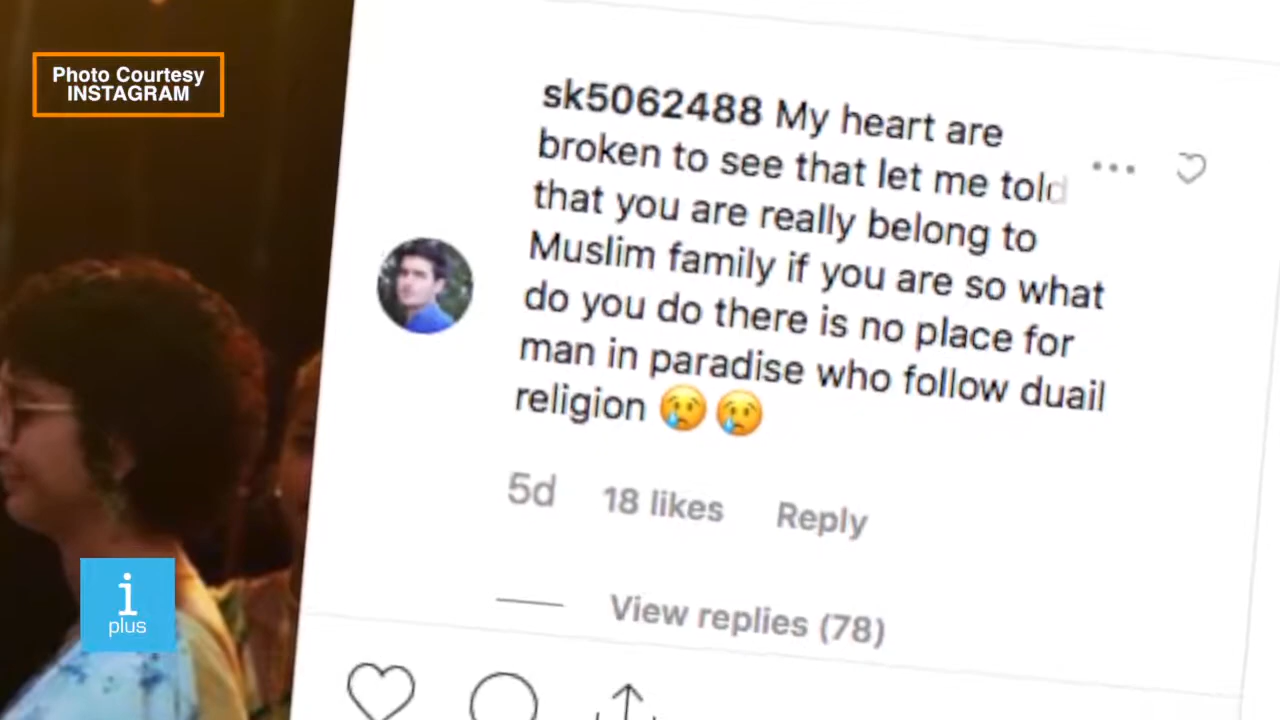 Photo Courtesy
INSTAGRAM
sk5062488 My heart are
broken to see that let me told
that you are really belong to
Muslim family if you are so what
do you do there is no place for
man in paradise who follow duail
religion 😢😢
5d 18 likes Reply
View replies (78)
i
plus